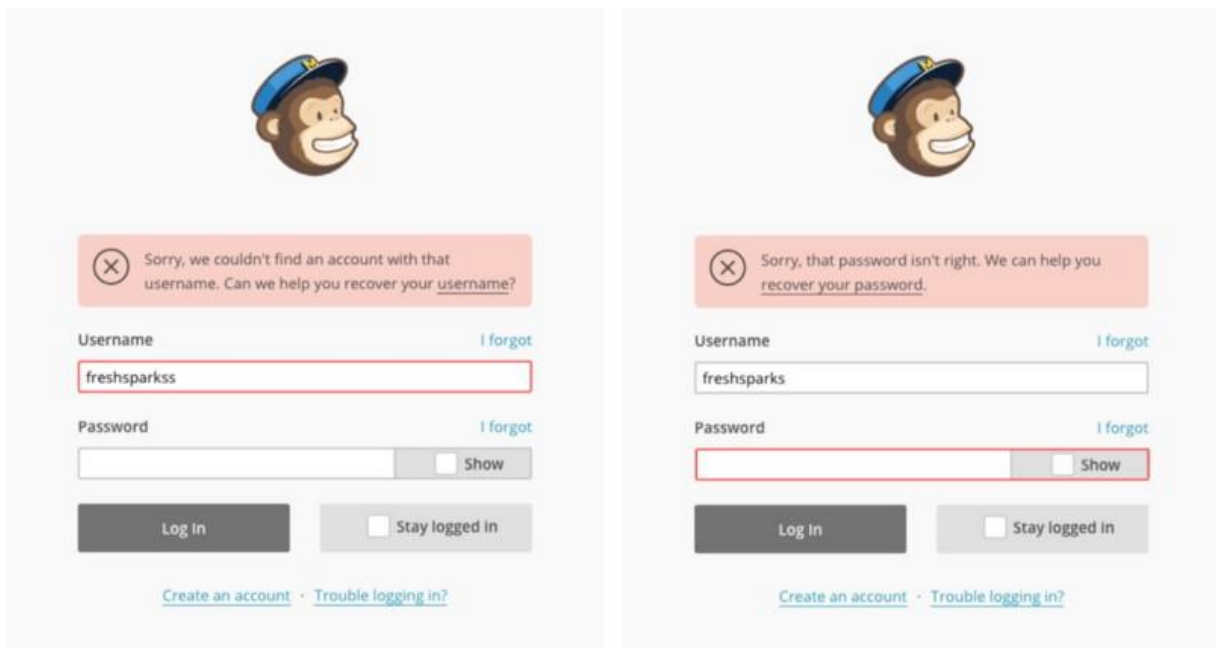 Sorry, we couldn't find an account with that
username. Can we help you recover your username?
Username I forgot
freshsparkss
Password I forgot
Show
Log In Stay logged in
Create an account · Trouble logging in?
Sorry, that password isn't right. We can help you
recover your password.
Username I forgot
freshsparks
Password I forgot
Show
Log In Stay logged in
Create an account · Trouble logging in?